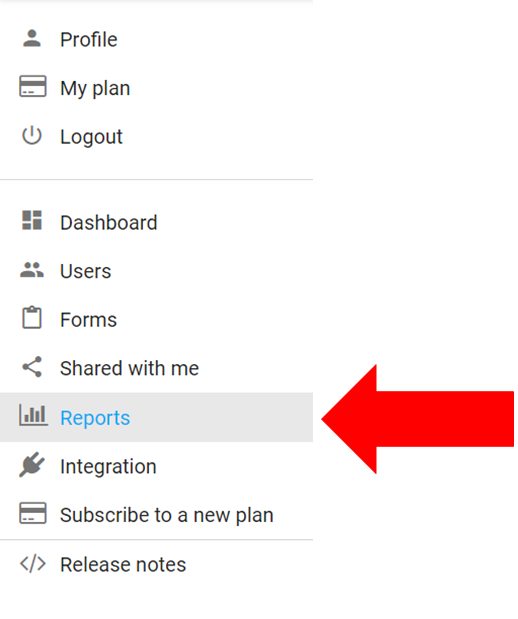 Profile
My plan
Logout
Dashboard
Users
Forms
Shared with me
Reports
Integration
Subscribe to a new plan
Release notes